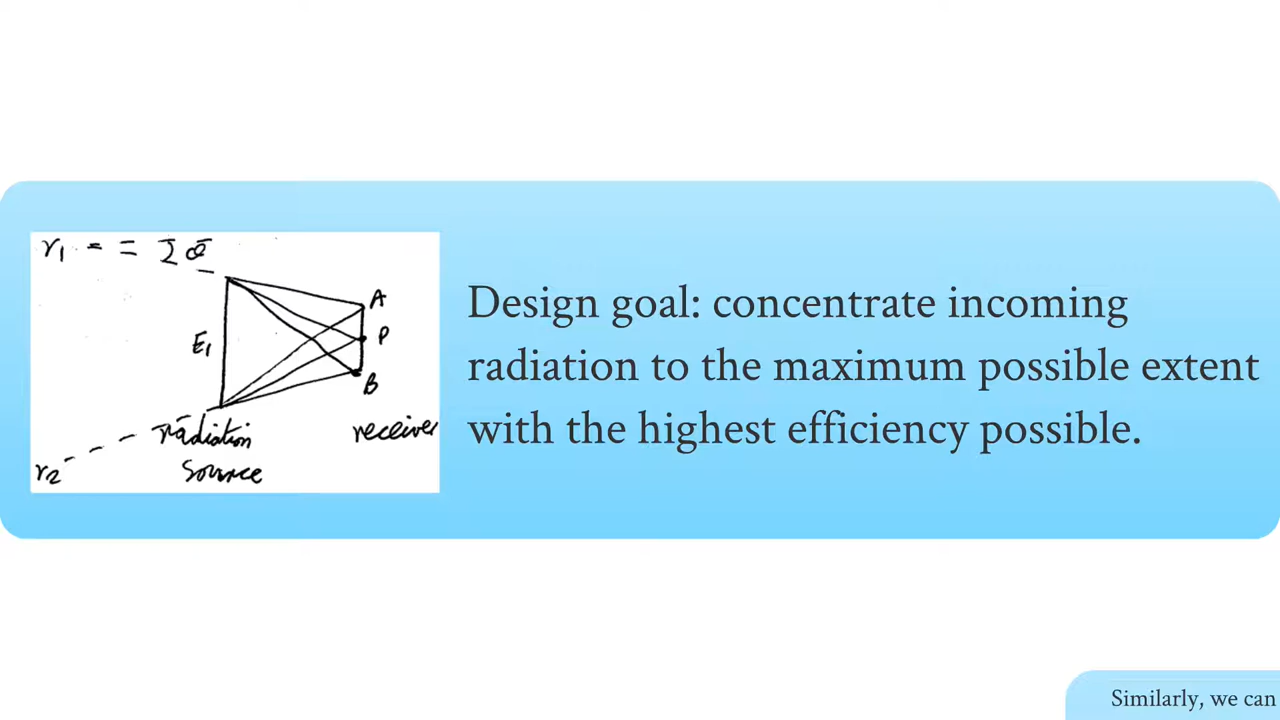 r1
A
E1
P
B
radiation
receiver
source
r2
Design goal: concentrate incoming
radiation to the maximum possible extent
with the highest efficiency possible.
Similarly, we can